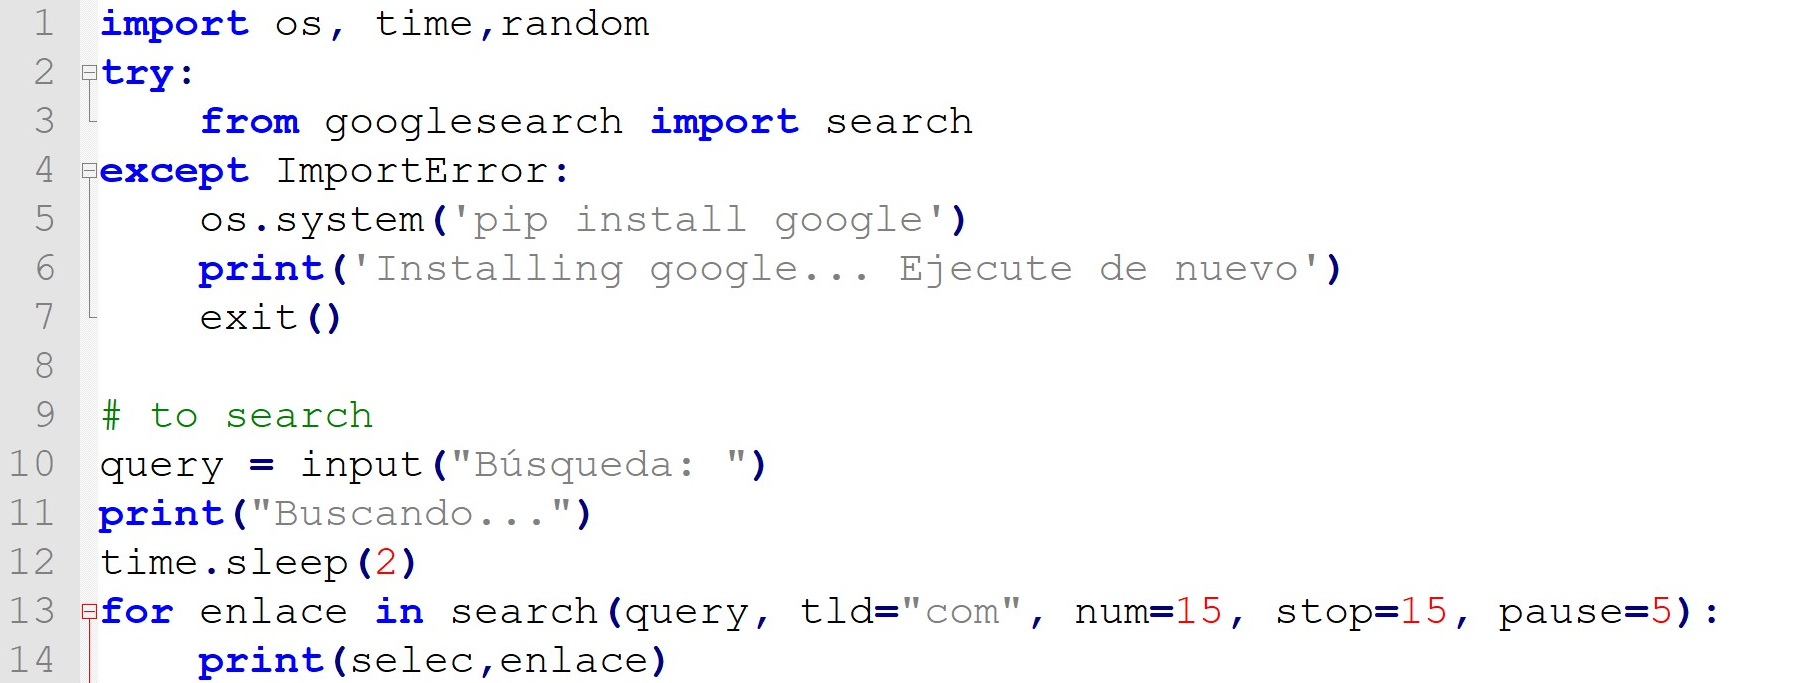 1 import os, time,random
2 try:
3 from googlesearch import search
4 except ImportError:
5 os.system('pip install google')
6 print('Installing google... Ejecute de nuevo')
7 exit()
8
9 # to search
10 query = input("Búsqueda: ")
11 print("Buscando...")
12 time.sleep(2)
13 for enlace in search(query, tld="com", num=15, stop=15, pause=5):
14 print(selec,enlace)